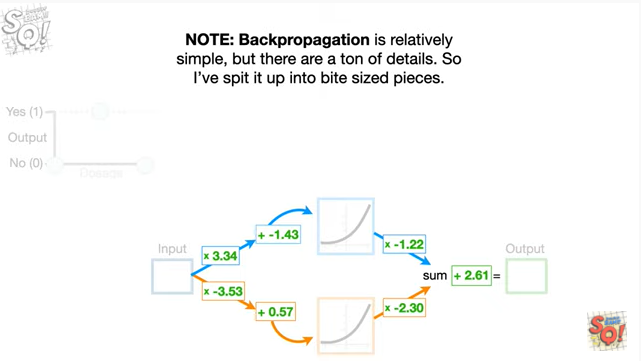 NOTE: Backpropagation is relatively
simple, but there are a ton of details. So
I've spit it up into bite sized pieces.
Yes (1)
Output
No (0)
Dosage
Input
x 3.34
+ -1.43
x -1.22
Output
sum + 2.61 =
x -3.53
+ 0.57
x -2.30
SQ!